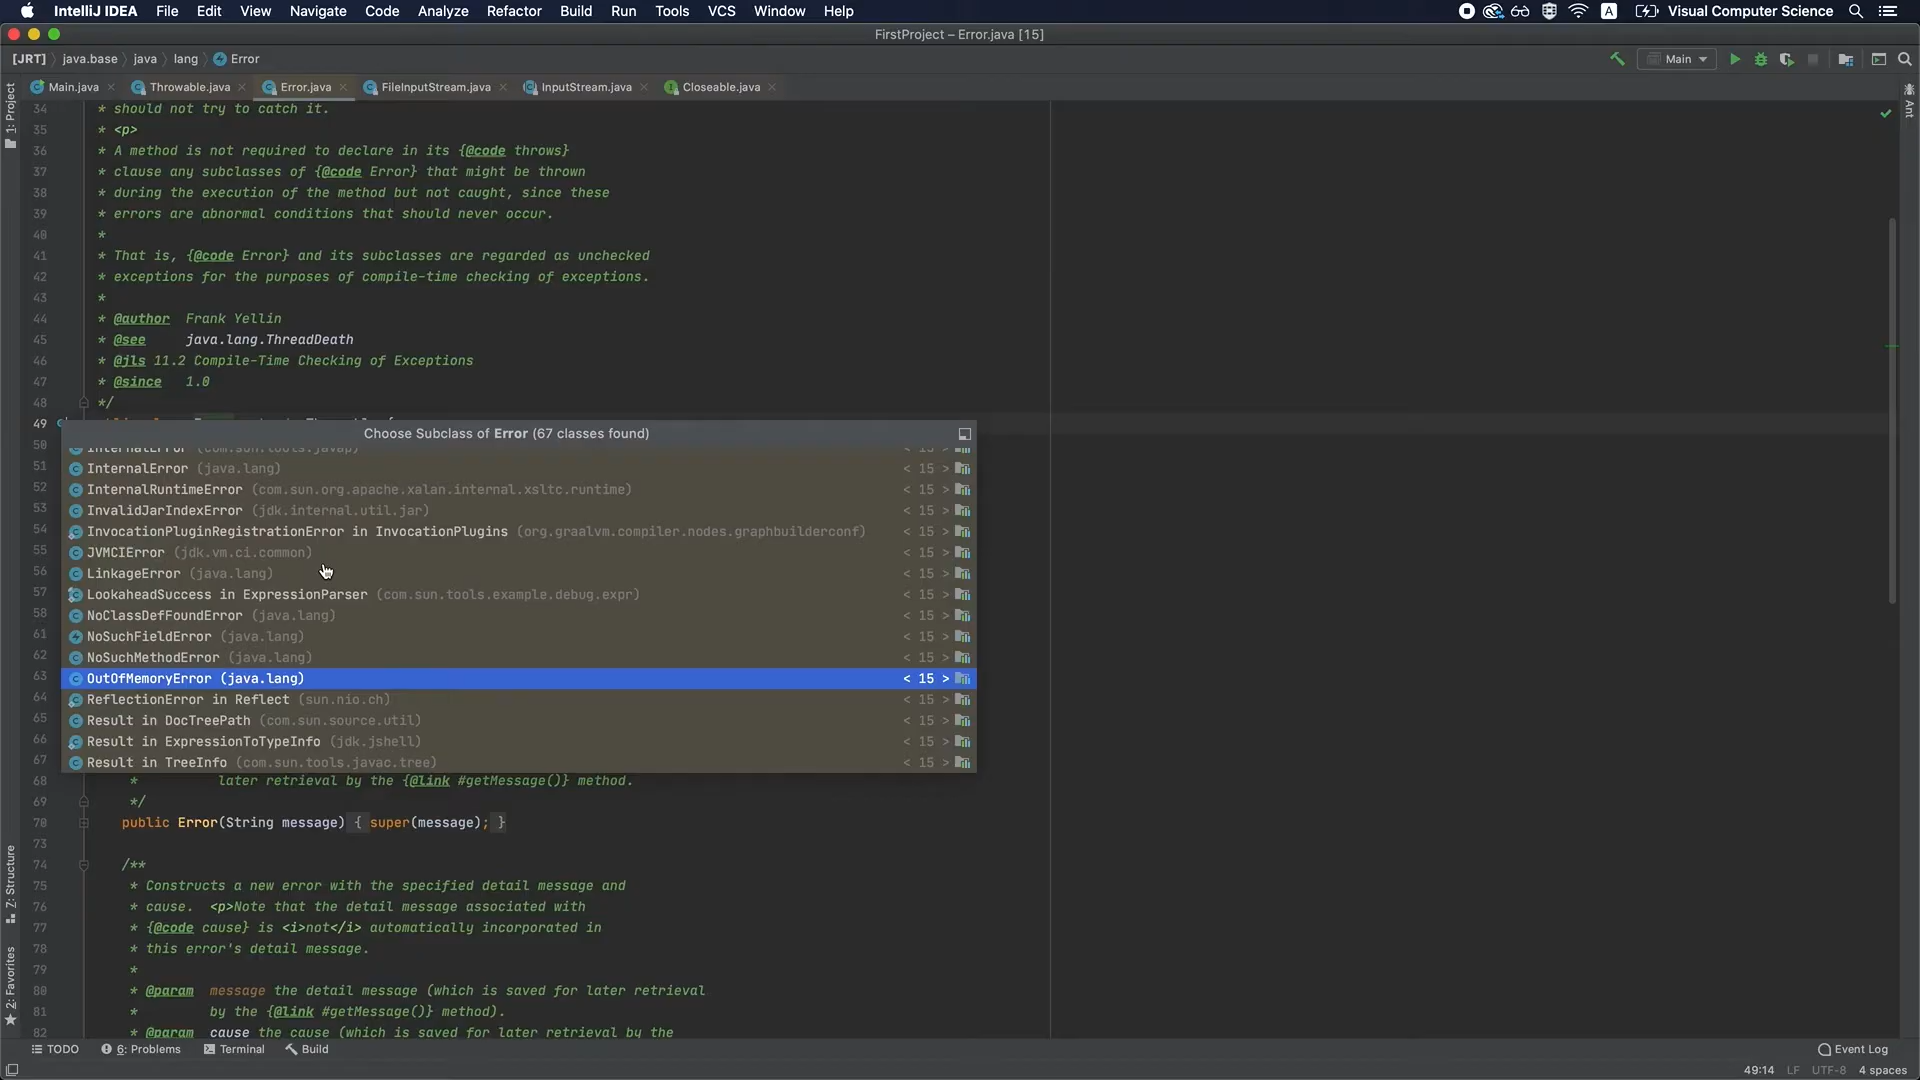 IntelliJ IDEA File Edit View Navigate Code Analyze Refactor Build Run Tools VCS Window Help A Visual Computer Science
FirstProject – Error.java [15]
[JRT] java.base java lang Error Main
Main.java Throwable.java Error.java FileInputStream.java InputStream.java Closeable.java
1: Project
Ant
34 * should not try to catch it.
35 * <p>
36 * A method is not required to declare in its {@code throws}
37 * clause any subclasses of {@code Error} that might be thrown
38 * during the execution of the method but not caught, since these
39 * errors are abnormal conditions that should never occur.
40 *
41 * That is, {@code Error} and its subclasses are regarded as unchecked
42 * exceptions for the purposes of compile-time checking of exceptions.
43 *
44 * @author Frank Yellin
45 * @see java.lang.ThreadDeath
46 * @jls 11.2 Compile-Time Checking of Exceptions
47 * @since 1.0
48 */
49
50 Choose Subclass of Error (67 classes found)
InternalError (com.sun.tools.javap) < 15 >
51 InternalError (java.lang) < 15 >
52 InternalRuntimeError (com.sun.org.apache.xalan.internal.xsltc.runtime) < 15 >
53 InvalidJarIndexError (jdk.internal.util.jar) < 15 >
54 InvocationPluginRegistrationError in InvocationPlugins (org.graalvm.compiler.nodes.graphbuilderconf) < 15 >
55 JVMCIError (jdk.vm.ci.common) < 15 >
56 LinkageError (java.lang) < 15 >
57 LookaheadSuccess in ExpressionParser (com.sun.tools.example.debug.expr) < 15 >
58 NoClassDefFoundError (java.lang) < 15 >
61 NoSuchFieldError (java.lang) < 15 >
62 NoSuchMethodError (java.lang) < 15 >
63 OutOfMemoryError (java.lang) < 15 >
64 ReflectionError in Reflect (sun.nio.ch) < 15 >
65 Result in DocTreePath (com.sun.source.util) < 15 >
66 Result in ExpressionToTypeInfo (jdk.jshell) < 15 >
67 Result in TreeInfo (com.sun.tools.javac.tree) < 15 >
68 * later retrieval by the {@link #getMessage()} method.
69 */
70 public Error(String message) { super(message); }
73
74 /**
75 * Constructs a new error with the specified detail message and
76 * cause. <p>Note that the detail message associated with
77 * {@code cause} is <i>not</i> automatically incorporated in
78 * this error's detail message.
79 *
80 * @param message the detail message (which is saved for later retrieval
81 * by the {@link #getMessage()} method).
82 * @param cause the cause (which is saved for later retrieval by the
Z: Structure
2: Favorites
TODO 6: Problems Terminal Build Event Log
49:14 LF UTF-8 4 spaces